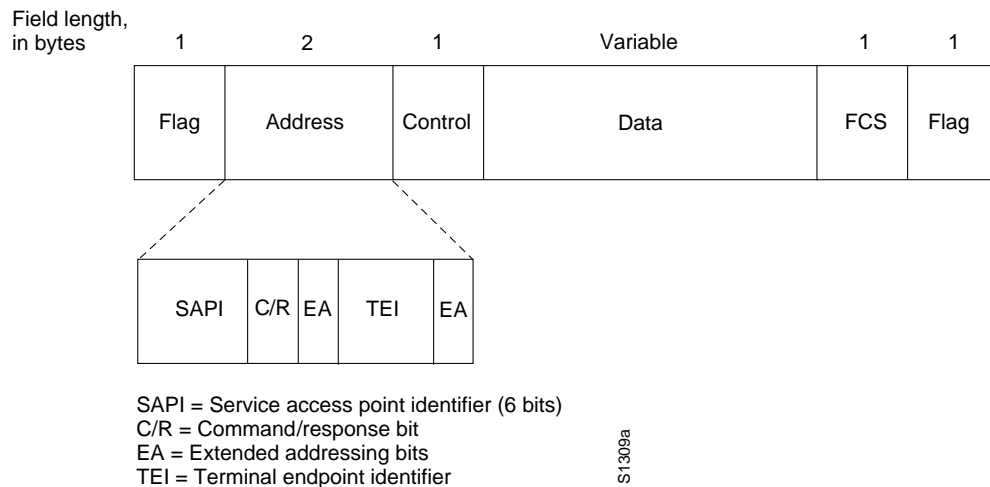 Field length,
in bytes
1 2 1 Variable 1 1
Flag Address Control Data FCS Flag
SAPI C/R EA TEI EA
SAPI = Service access point identifier (6 bits)
C/R = Command/response bit
EA = Extended addressing bits
TEI = Terminal endpoint identifier
S1309a